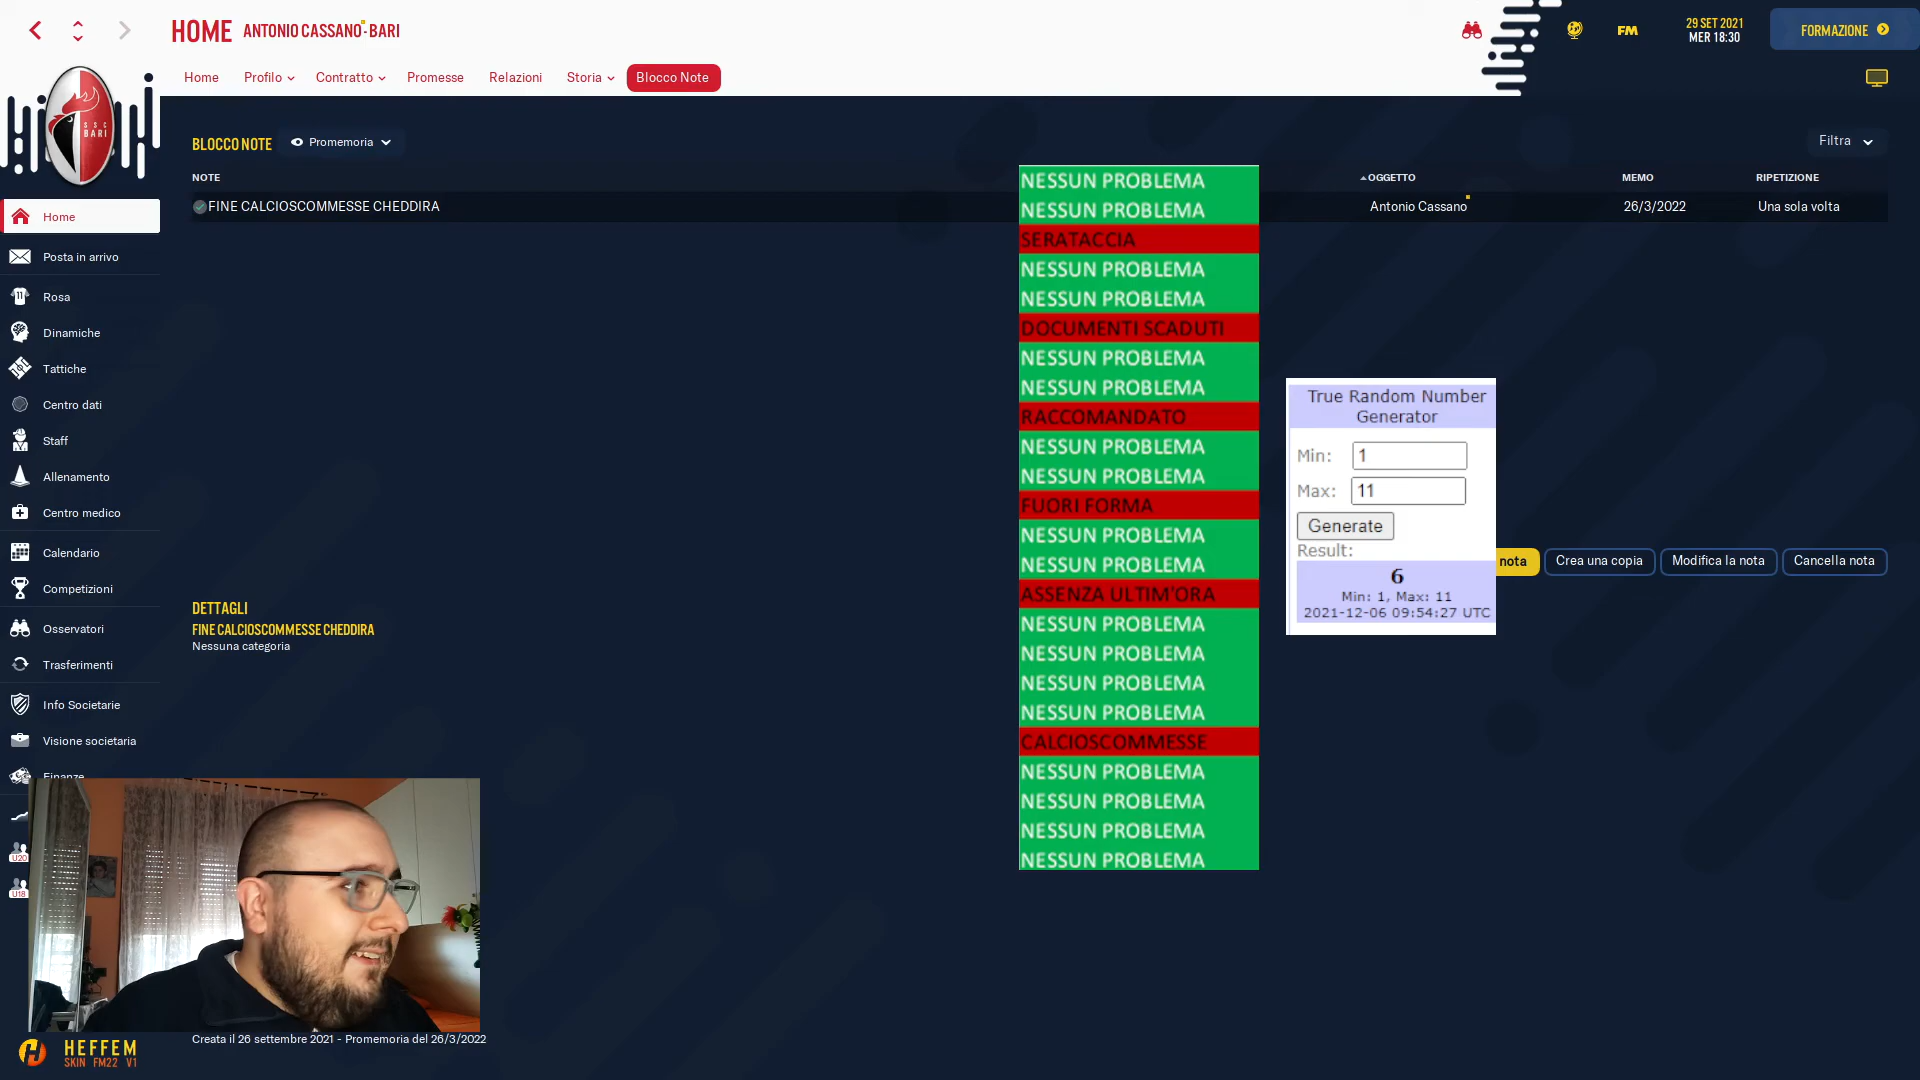 HOME ANTONIO CASSANO - BARI
29 SET 2021
MER 18:30
FORMAZIONE
FM
Home
Profilo
Contratto
Promesse
Relazioni
Storia
Blocco Note
SSC
BARI
BLOCCO NOTE
Promemoria
Filtra
NOTE
OGGETTO
MEMO
RIPETIZIONE
FINE CALCIOSCOMMESSE CHEDDIRA
Antonio Cassano
26/3/2022
Una sola volta
Home
Posta in arrivo
Rosa
Dinamiche
Tattiche
Centro dati
Staff
Allenamento
Centro medico
Calendario
Competizioni
Osservatori
Trasferimenti
Info Societarie
Visione societaria
Finanze
U20
U18
NESSUN PROBLEMA
NESSUN PROBLEMA
SERATACCIA
NESSUN PROBLEMA
NESSUN PROBLEMA
DOCUMENTI SCADUTI
NESSUN PROBLEMA
NESSUN PROBLEMA
RACCOMANDATO
NESSUN PROBLEMA
NESSUN PROBLEMA
FUORI FORMA
NESSUN PROBLEMA
NESSUN PROBLEMA
ASSENZA ULTIM'ORA
NESSUN PROBLEMA
NESSUN PROBLEMA
NESSUN PROBLEMA
NESSUN PROBLEMA
CALCIOSCOMMESSE
NESSUN PROBLEMA
NESSUN PROBLEMA
NESSUN PROBLEMA
NESSUN PROBLEMA
True Random Number
Generator
Min: 1
Max: 11
Generate
Result:
6
Min: 1, Max: 11
2021-12-06 09:54:27 UTC
nota
Crea una copia
Modifica la nota
Cancella nota
DETTAGLI
FINE CALCIOSCOMMESSE CHEDDIRA
Nessuna categoria
Creata il 26 settembre 2021 - Promemoria del 26/3/2022
HEFFEM
SKIN FM22 V1